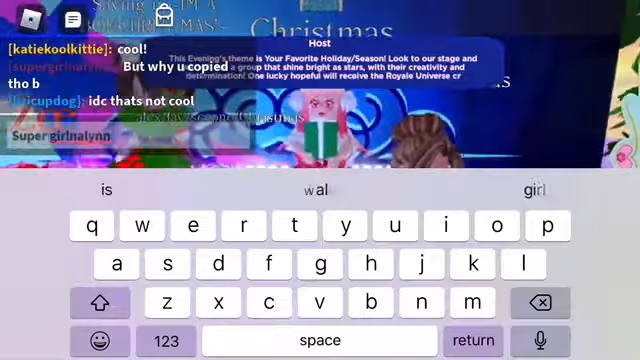 Christmas
Host
This Evening's theme is Your Favorite Holiday/Season! Look to our stage and
a group that shine bright as stars, with their creativity and
determination! One lucky hopeful will receive the Royale Universe cr
[katiekoolkittie]: cool!
But why u copied
tho b
idc thats not cool
Super girlnalynn
is
girl
q w e r t y u i o p
a s d f g h j k l
z x c v b n m
123 space return